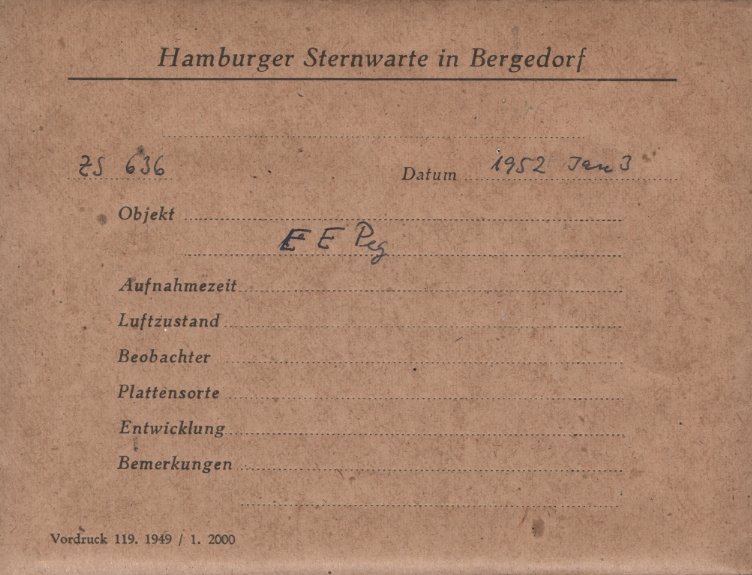 Hamburger Sternwarte in Bergedorf
ZS 636 Datum 1952 Jan 3
Objekt
EE Peg
Aufnahmezeit
Luftzustand
Beobachter
Plattensorte
Entwicklung
Bemerkungen
Vordruck 119. 1949 / 1. 2000